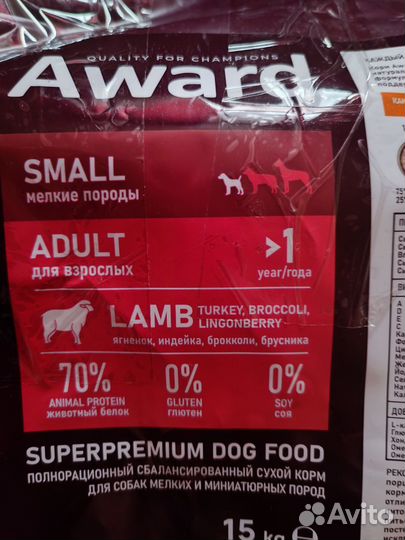 QUALITY FOR CHAMPIONS
Award
SMALL
мелкие породы
ADULT
для взрослых
>1
year/года
LAMB TURKEY, BROCCOLI,
LINGONBERRY
ягненок, индейка, брокколи, брусника
70%
ANIMAL PROTEIN
животный белок
0%
GLUTEN
глютен
0%
SOY
соя
SUPERPREMIUM DOG FOOD
ПОЛНОРАЦИОННЫЙ СБАЛАНСИРОВАННЫЙ СУХОЙ КОРМ
ДЛЯ СОБАК МЕЛКИХ И МИНИАТЮРНЫХ ПОРОД
15 kg
КАЖДЫЙ
Avito